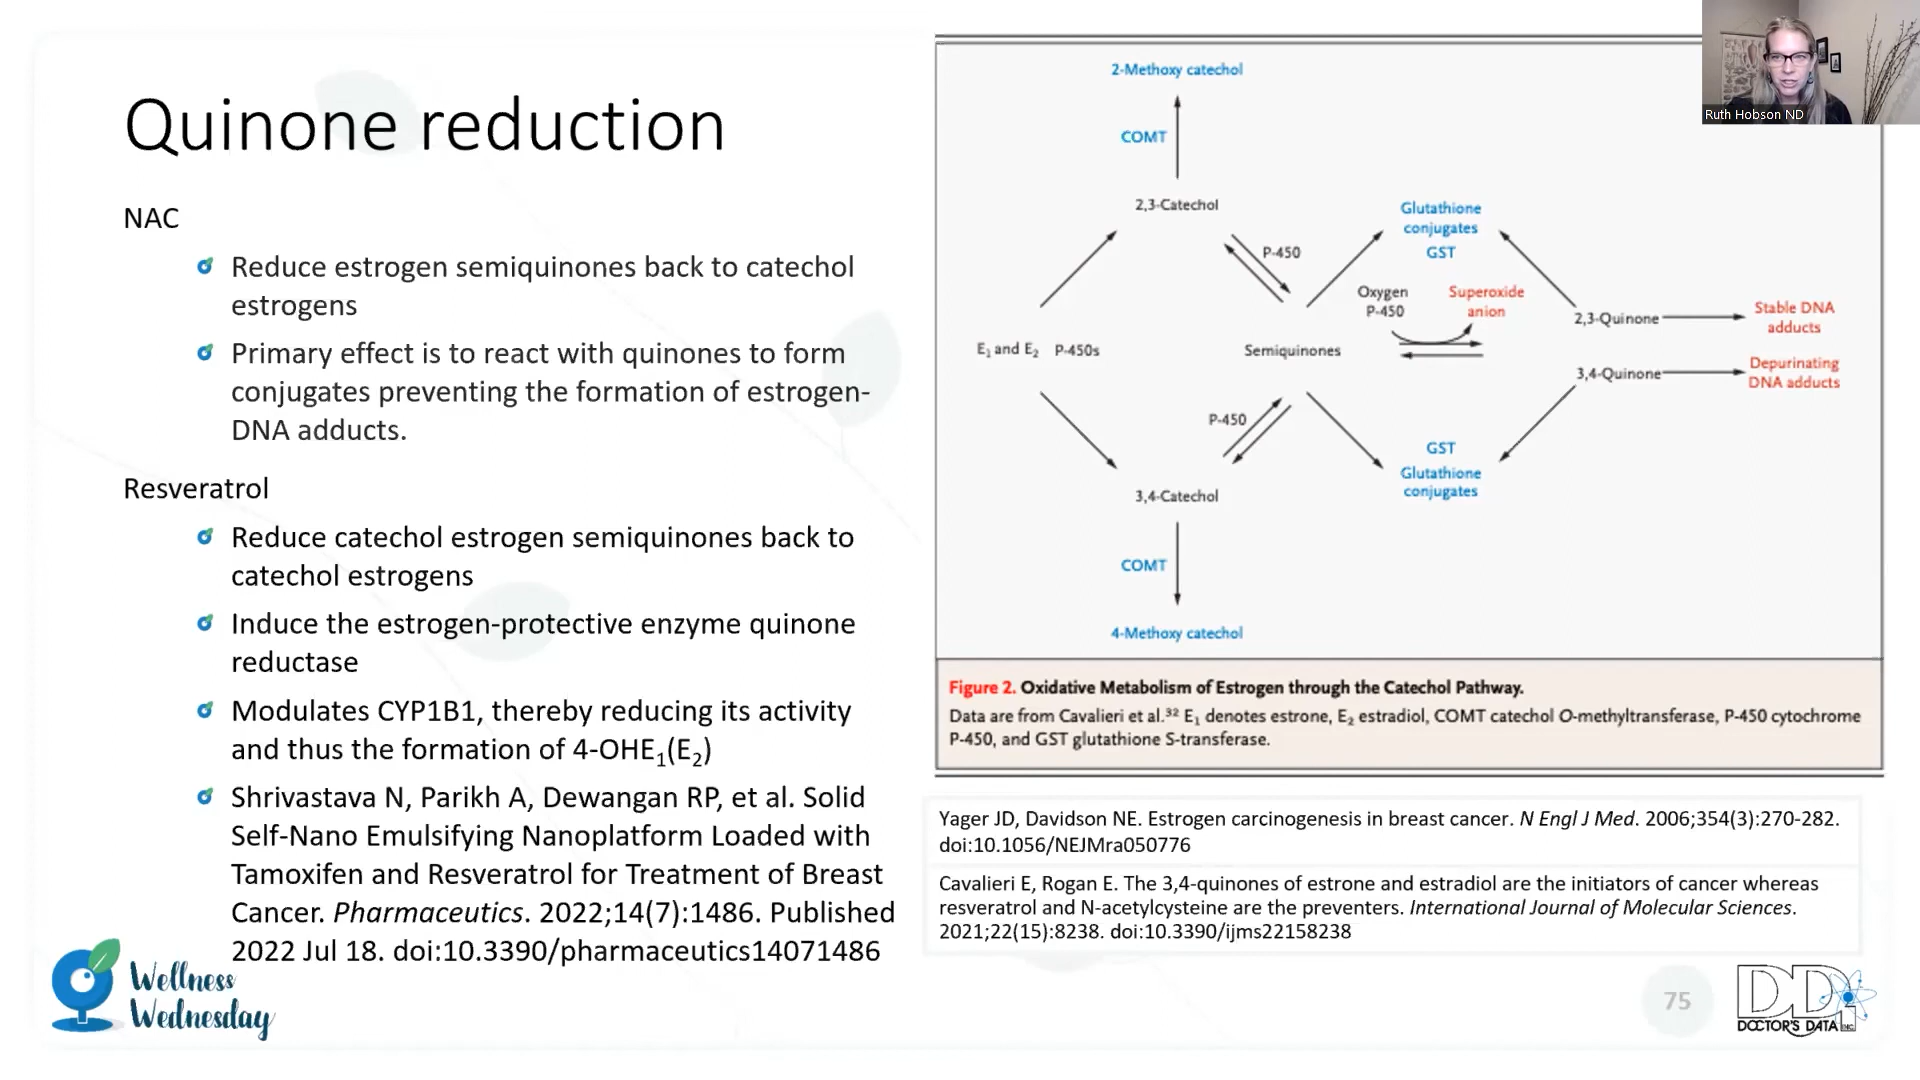 Quinone reduction
NAC
Reduce estrogen semiquinones back to catechol
estrogens
Primary effect is to react with quinones to form
conjugates preventing the formation of estrogen-
DNA adducts.
Resveratrol
Reduce catechol estrogen semiquinones back to
catechol estrogens
Induce the estrogen-protective enzyme quinone
reductase
Modulates CYP1B1, thereby reducing its activity
and thus the formation of 4-OHE₁(E₂)
Shrivastava N, Parikh A, Dewangan RP, et al. Solid
Self-Nano Emulsifying Nanoplatform Loaded with
Tamoxifen and Resveratrol for Treatment of Breast
Cancer. Pharmaceutics. 2022;14(7):1486. Published
2022 Jul 18. doi:10.3390/pharmaceutics14071486
Wellness
Wednesday
2-Methoxy catechol
COMT
2,3-Catechol
P-450
Glutathione
conjugates
GST
Oxygen
P-450
Superoxide
anion
2,3-Quinone
Stable DNA
adducts
E₁ and E₂ P-450s
Semiquinones
3,4-Quinone
Depurinating
DNA adducts
P-450
GST
Glutathione
conjugates
3,4-Catechol
COMT
4-Methoxy catechol
Figure 2. Oxidative Metabolism of Estrogen through the Catechol Pathway.
Data are from Cavalieri et al.³² E₁ denotes estrone, E₂ estradiol, COMT catechol O-methyltransferase, P-450 cytochrome
P-450, and GST glutathione S-transferase.
Yager JD, Davidson NE. Estrogen carcinogenesis in breast cancer. N Engl J Med. 2006;354(3):270-282.
doi:10.1056/NEJMra050776
Cavalieri E, Rogan E. The 3,4-quinones of estrone and estradiol are the initiators of cancer whereas
resveratrol and N-acetylcysteine are the preventers. International Journal of Molecular Sciences.
2021;22(15):8238. doi:10.3390/ijms22158238
75
DDI
DOCTOR'S DATA INC.
Ruth Hobson ND